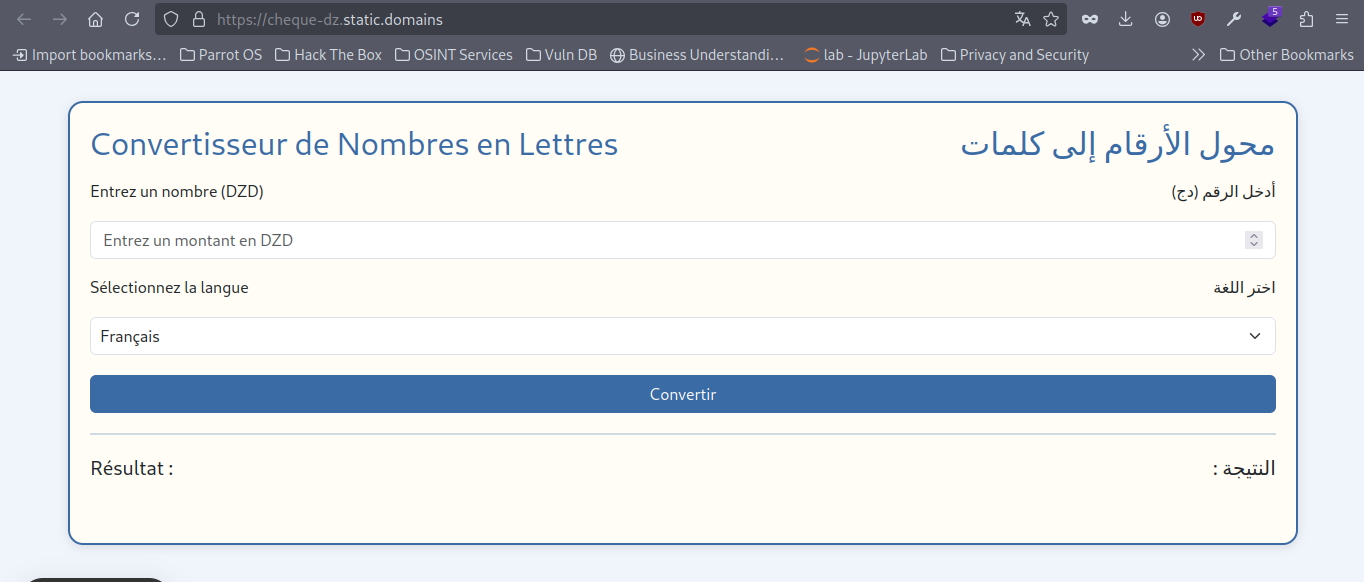 https://cheque-dz.static.domains
5
Import bookmarks… Parrot OS Hack The Box OSINT Services Vuln DB Business Understandi… lab - JupyterLab Privacy and Security Other Bookmarks
Convertisseur de Nombres en Lettres محول الأرقام إلى كلمات
Entrez un nombre (DZD) أدخل الرقم (دج)
Entrez un montant en DZD
Sélectionnez la langue اختر اللغة
Français
Convertir
Résultat : النتيجة :